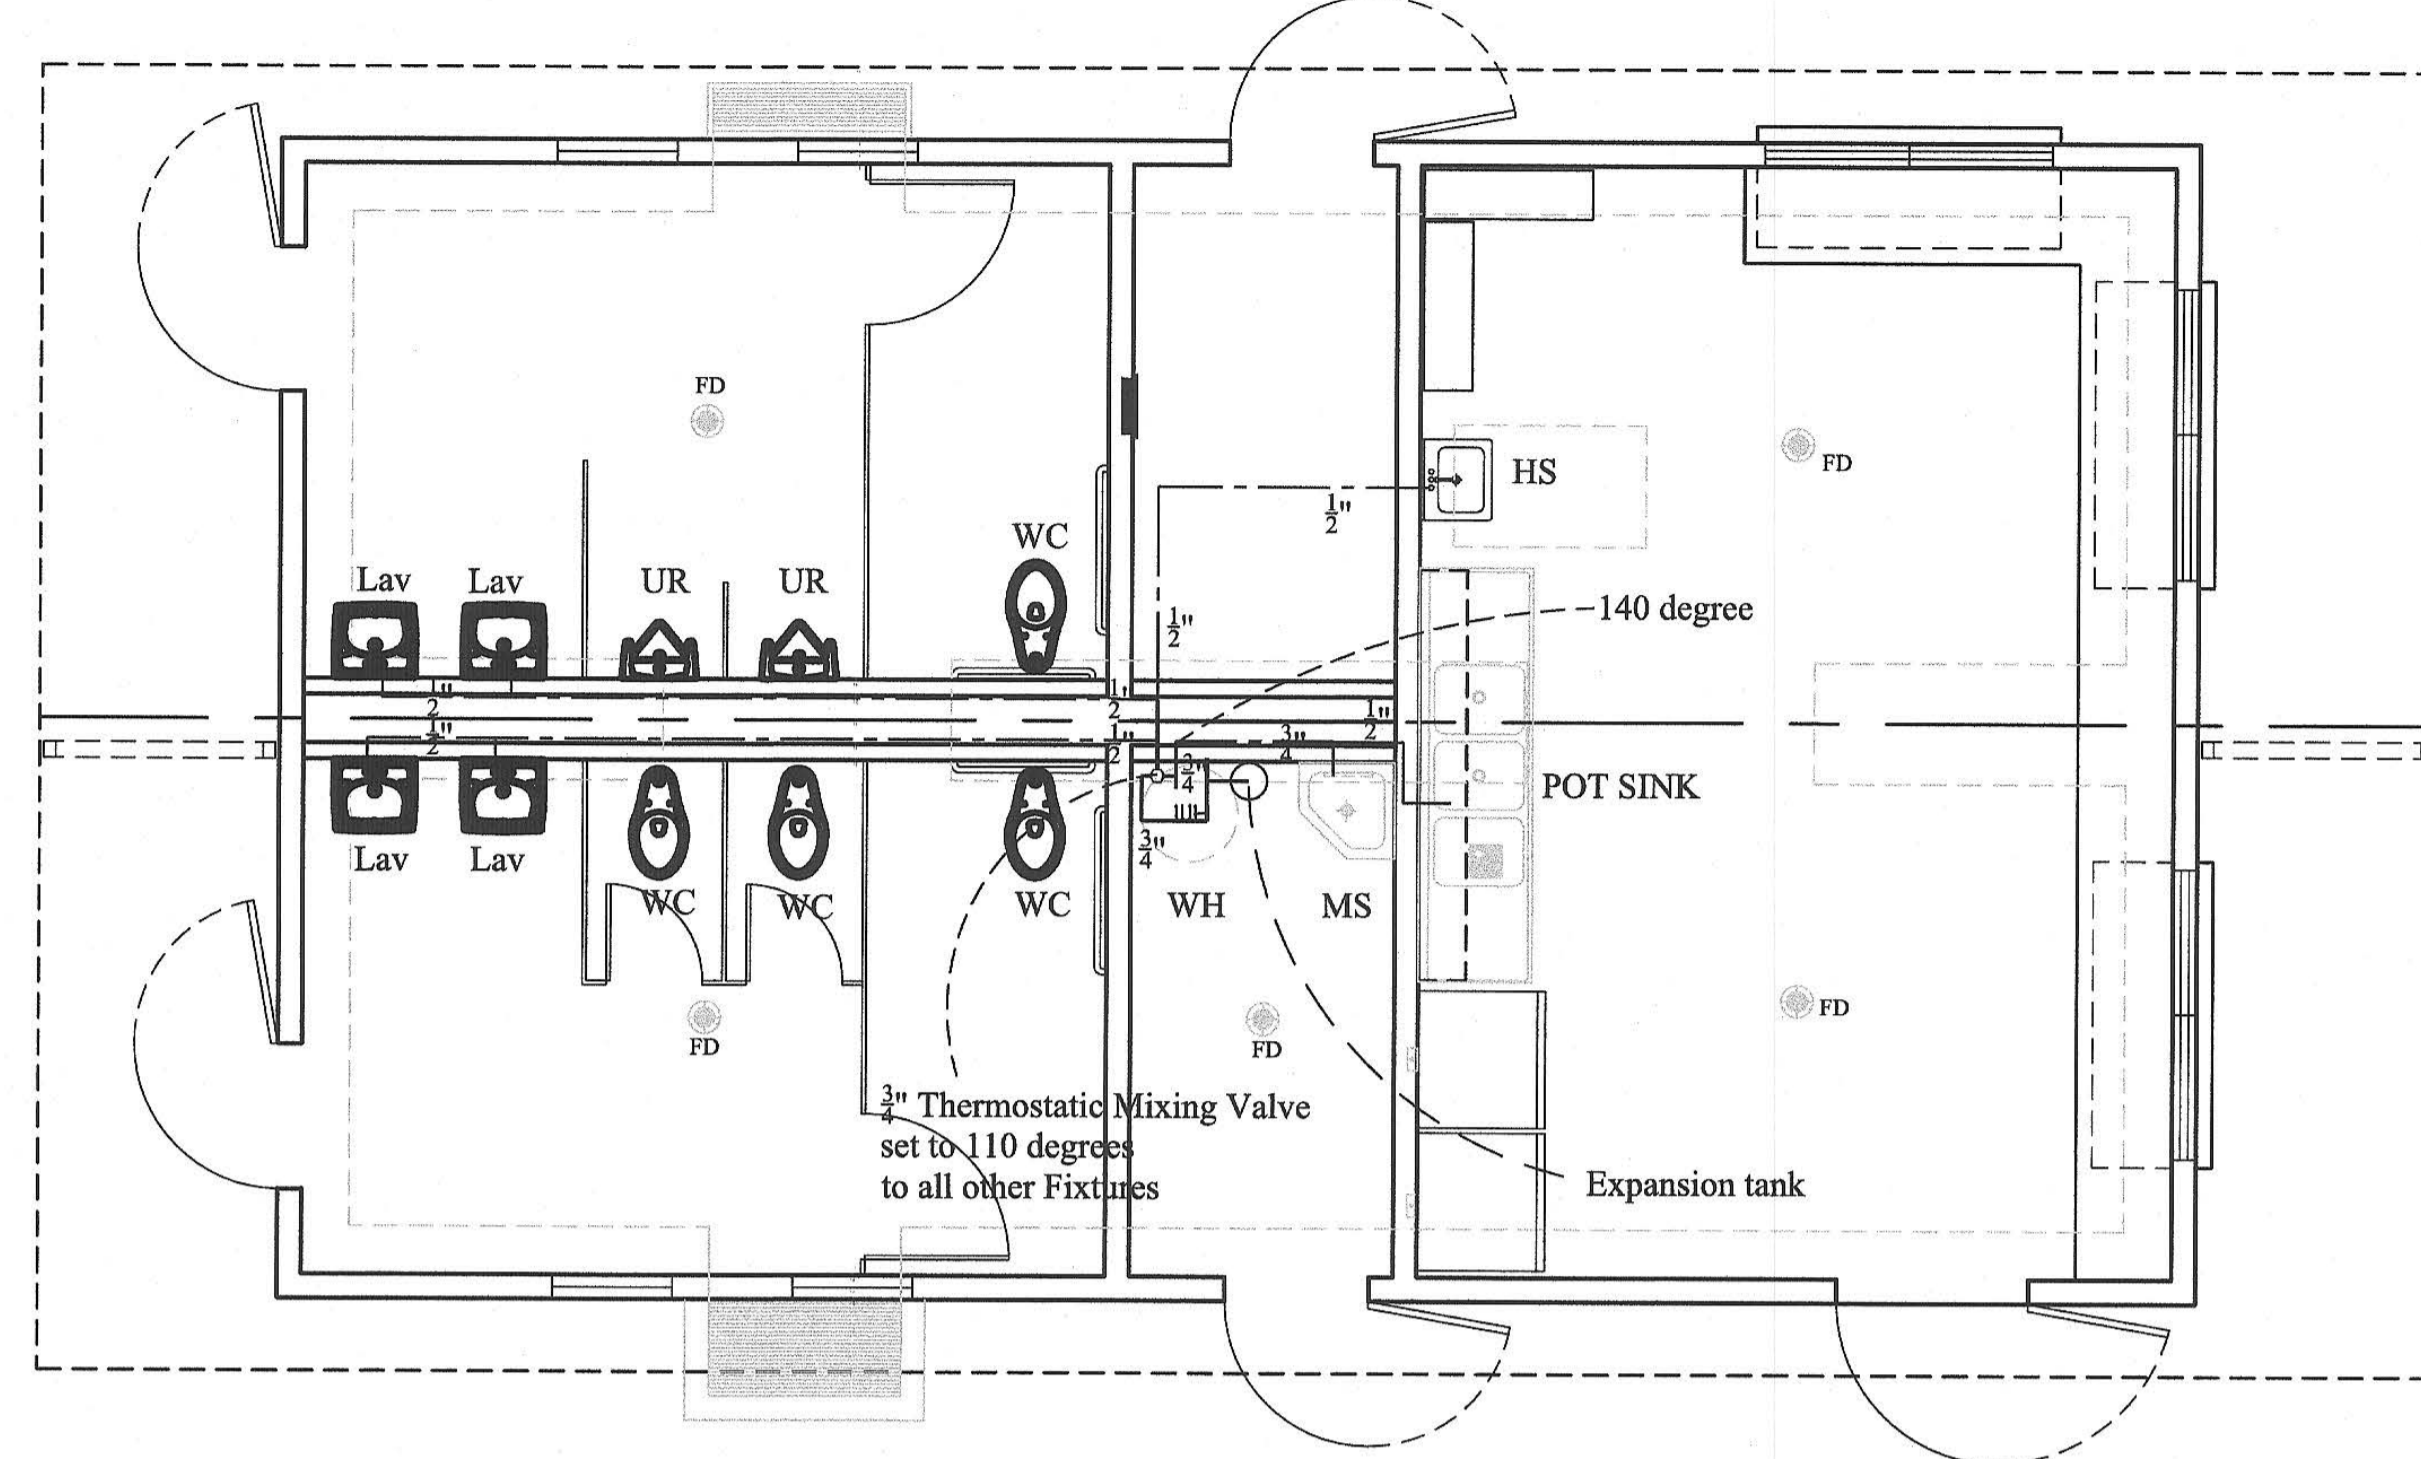 FD
FD
HS
1/2"
WC
Lav
Lav
UR
UR
140 degree
1/2"
1/2"
1/2'
1/2"
1/2"
1/2"
3/4"
3/4"
POT SINK
3/4"
Lav
Lav
WC
WC
WC
WH
MS
FD
FD
FD
3/4" Thermostatic Mixing Valve
set to 110 degrees
to all other Fixtures
Expansion tank